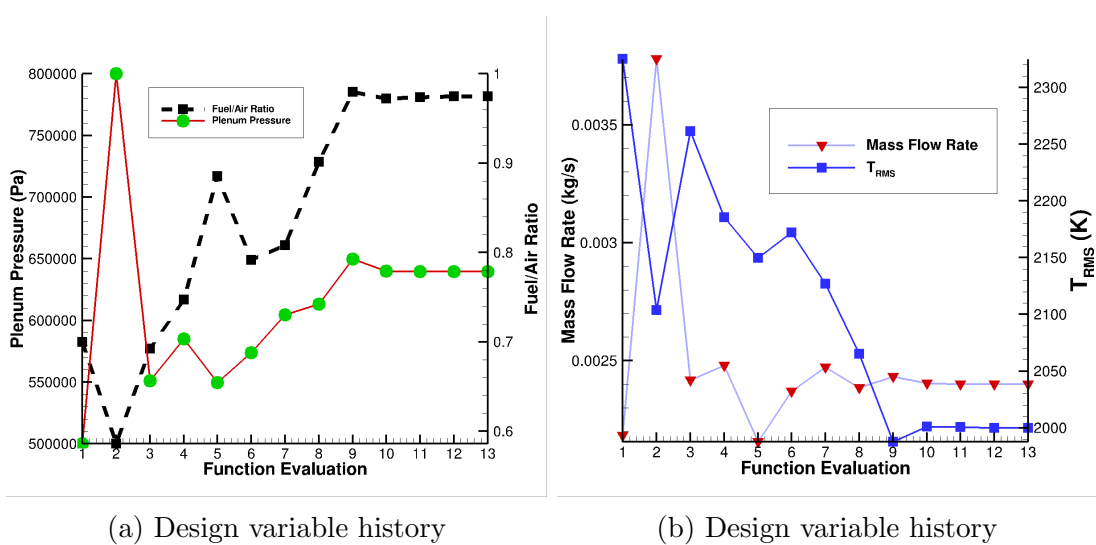 800000
750000
700000
650000
600000
550000
500000
Plenum Pressure (Pa)
Fuel/Air Ratio
Plenum Pressure
1
0.9
0.8
0.7
0.6
Fuel/Air Ratio
1 2 3 4 5 6 7 8 9 10 11 12 13
Function Evaluation
(a) Design variable history
0.0035
0.003
0.0025
Mass Flow Rate (kg/s)
Mass Flow Rate
T_RMS
2300
2250
2200
2150
2100
2050
2000
T_RMS (K)
1 2 3 4 5 6 7 8 9 10 11 12 13
Function Evaluation
(b) Design variable history